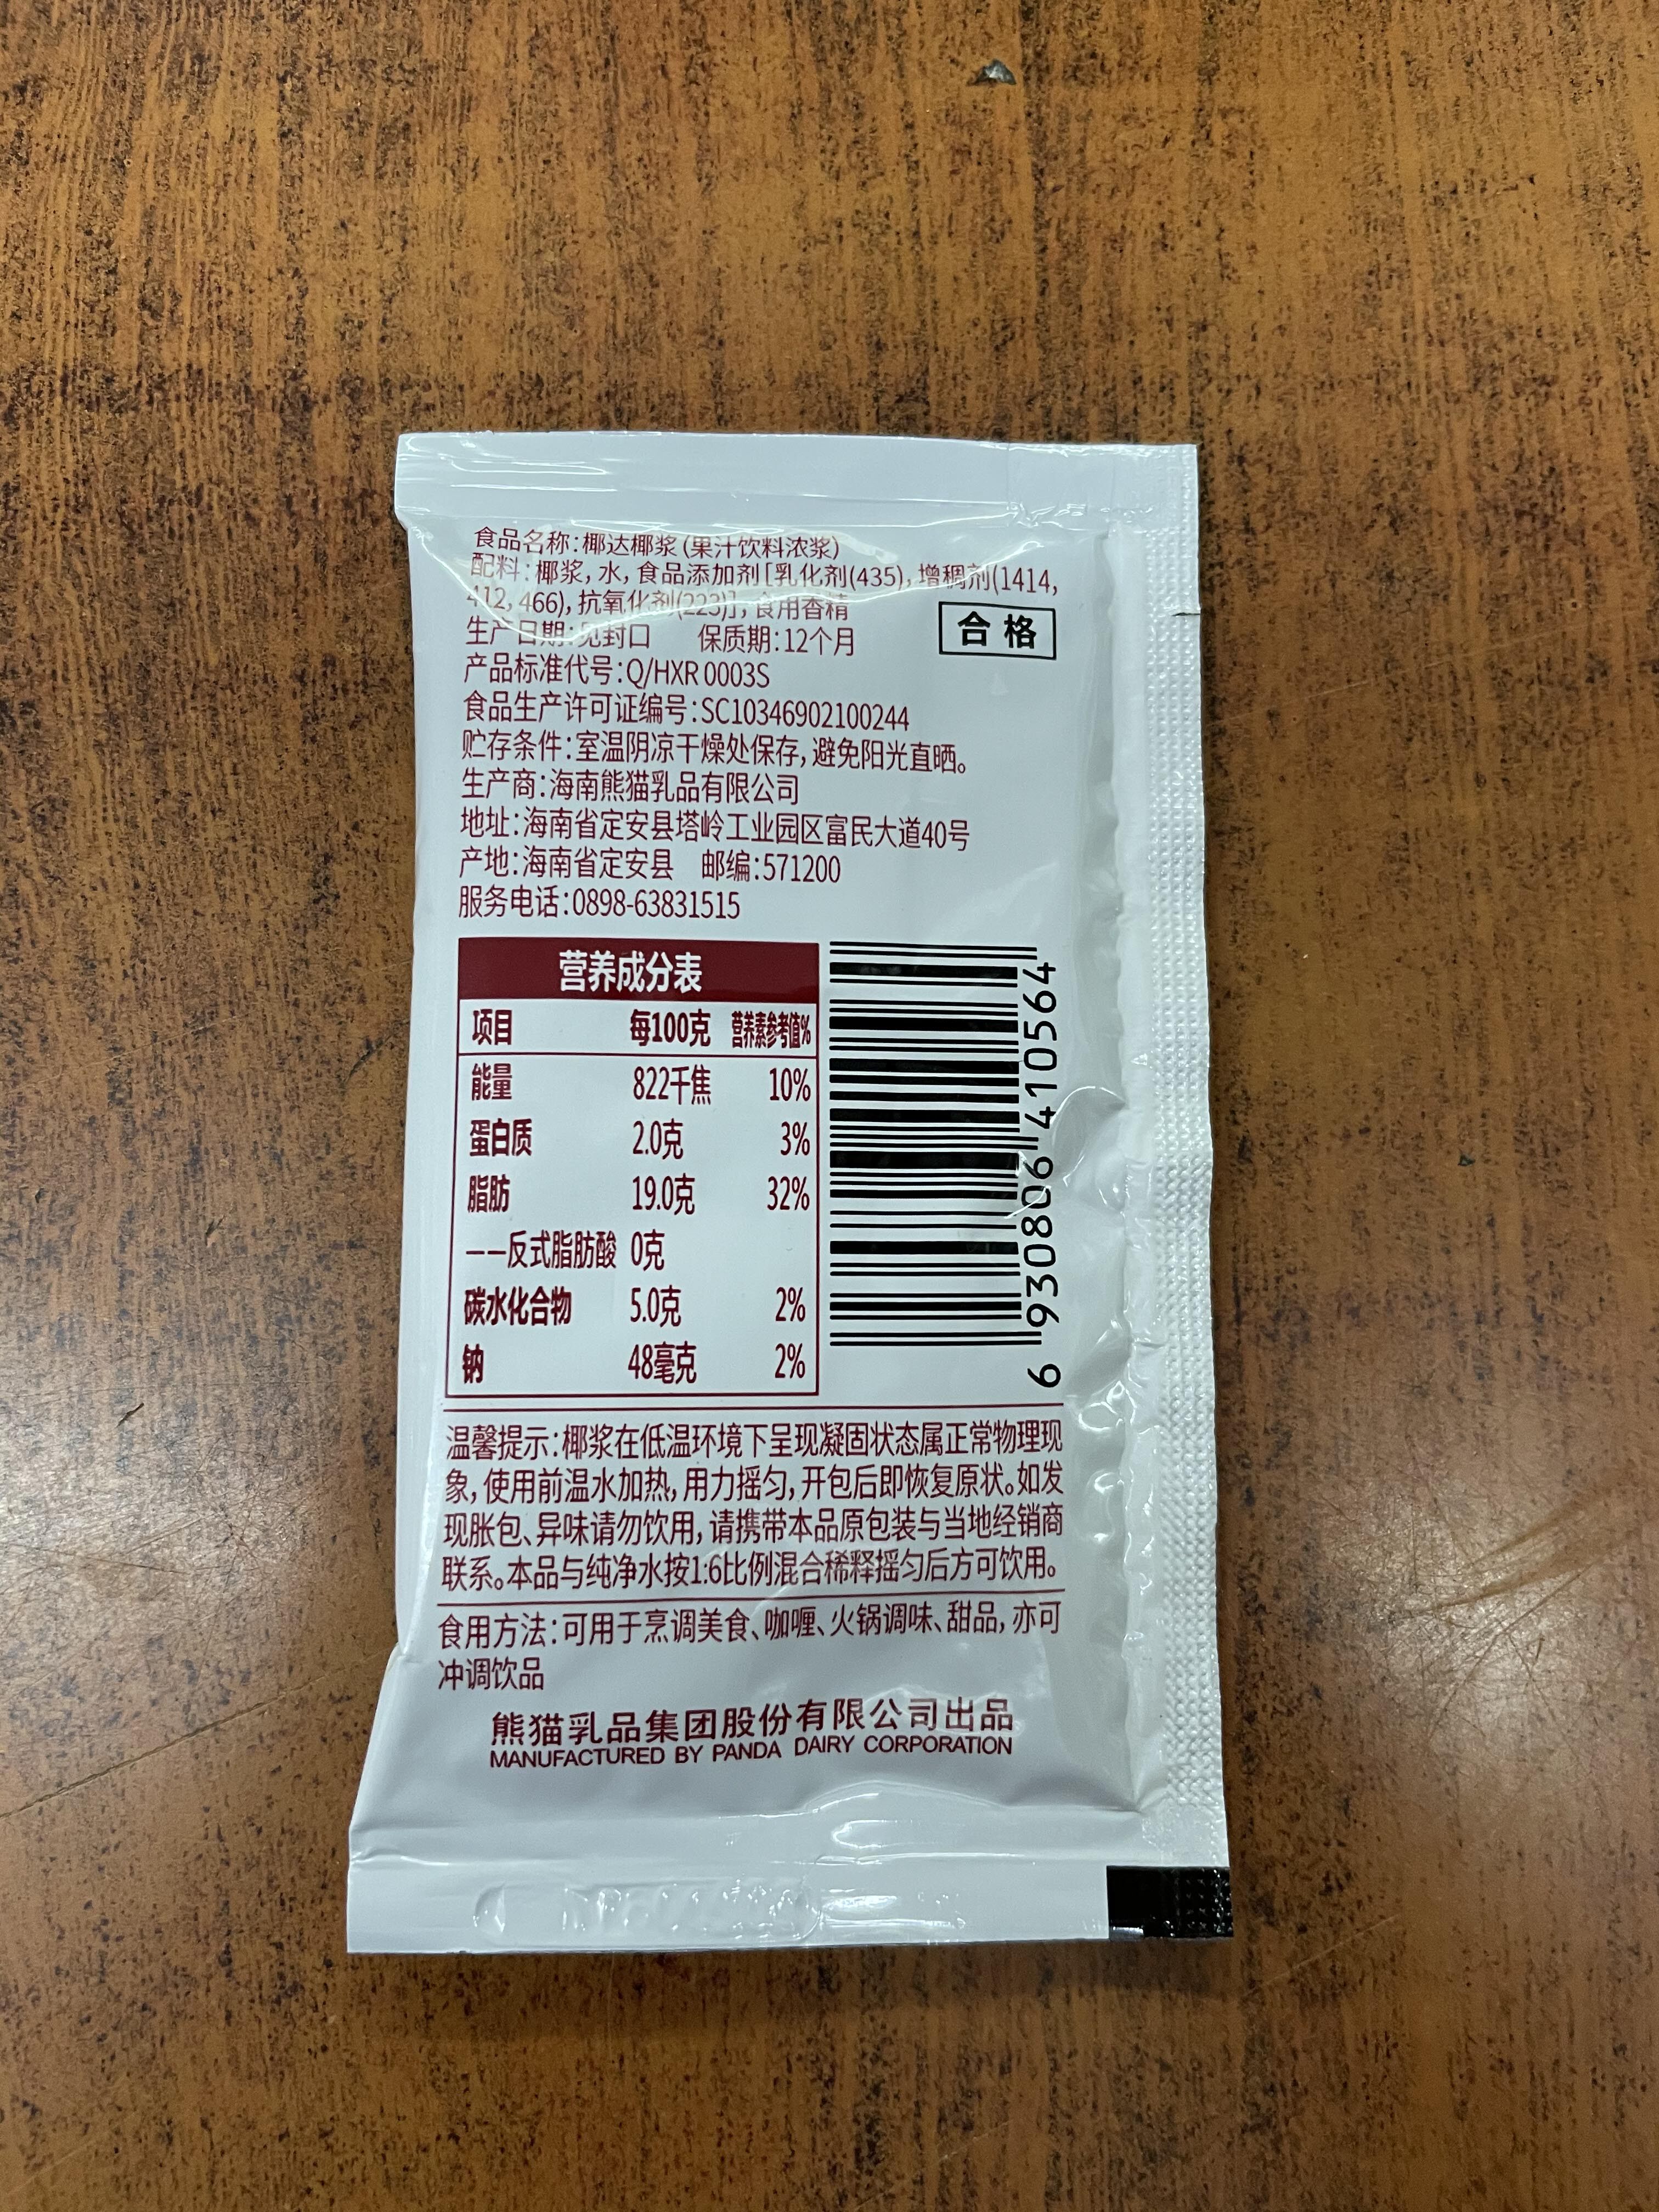 食品名称:椰达椰浆(果汁饮料浓浆)
配料:椰浆,水,食品添加剂[乳化剂(435),增稠剂(1414,
412,466),抗氧化剂(223)],食用香精
生产日期:见封口 保质期:12个月
合格
产品标准代号:Q/HXR 0003S
食品生产许可证编号:SC10346902100244
贮存条件:室温阴凉干燥处保存,避免阳光直晒。
生产商:海南熊猫乳品有限公司
地址:海南省定安县塔岭工业园区富民大道40号
产地:海南省定安县 邮编:571200
服务电话:0898-63831515
营养成分表
项目 每100克 营养素参考值%
能量 822千焦 10%
蛋白质 2.0克 3%
脂肪 19.0克 32%
——反式脂肪酸 0克
碳水化合物 5.0克 2%
钠 48毫克 2%
6 930806 410564
温馨提示:椰浆在低温环境下呈现凝固状态属正常物理现
象,使用前温水加热,用力摇匀,开包后即恢复原状。如发
现胀包、异味请勿饮用,请携带本品原包装与当地经销商
联系。本品与纯净水按1:6比例混合稀释摇匀后方可饮用。
食用方法:可用于烹调美食、咖喱、火锅调味、甜品,亦可
冲调饮品
熊猫乳品集团股份有限公司出品
MANUFACTURED BY PANDA DAIRY CORPORATION